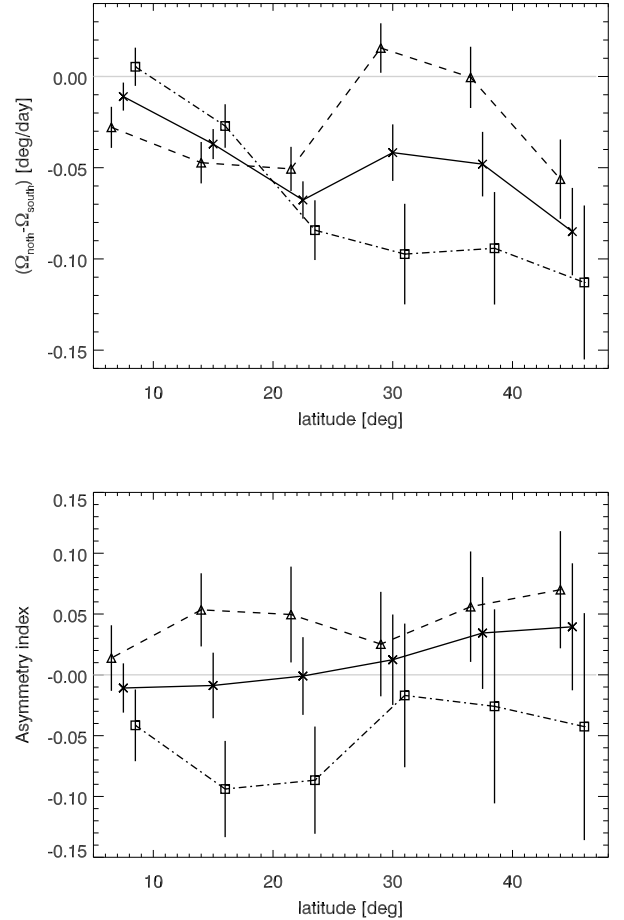 0.00
-0.05
-0.10
-0.15
(Ω_noth-Ω_south) [deg/day]
10 20 30 40
latitude [deg]
0.15
0.10
0.05
-0.00
-0.05
-0.10
-0.15
Asymmetry index
10 20 30 40
latitude [deg]